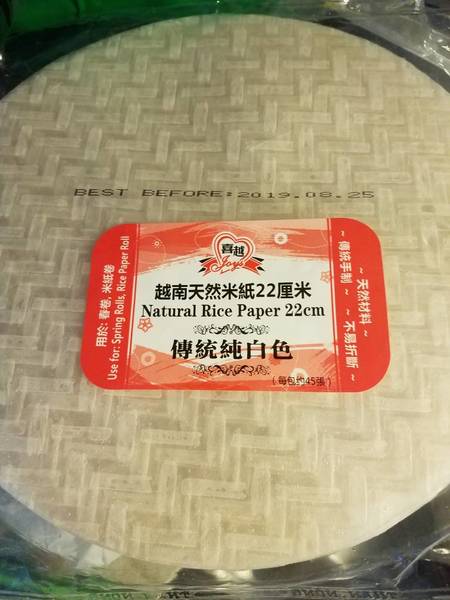 BEST BEFORE:2019.08.25
喜越
Joys
越南天然米紙22厘米
Natural Rice Paper 22cm
傳統純白色
(每包約45張)
用於: 春卷, 米紙卷
Use for: Spring Rolls, Rice Paper Roll
~ 天然材料 ~
~ 傳統手制 ~
~ 不易折斷 ~